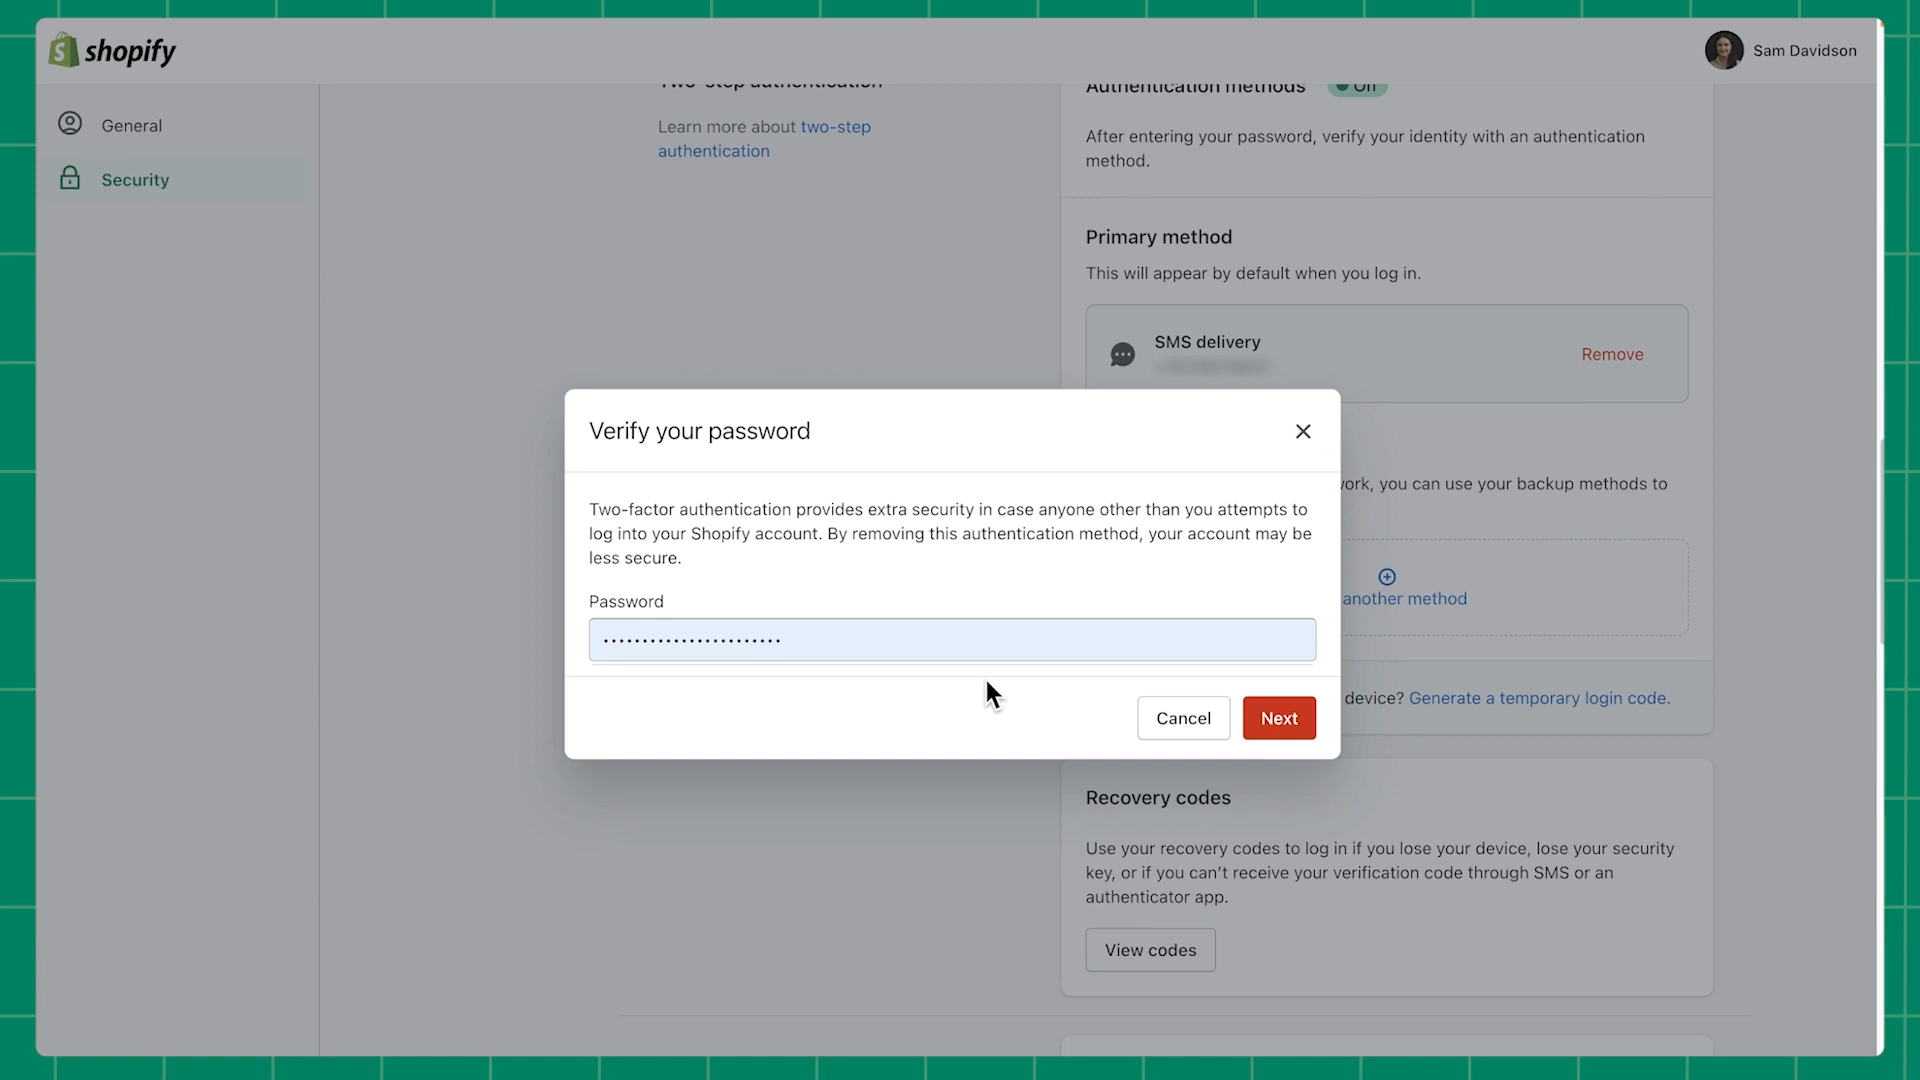 shopify
Sam Davidson
General
Security
Two-step authentication
Learn more about two-step
authentication
Authentication methods On
After entering your password, verify your identity with an authentication
method.
Primary method
This will appear by default when you log in.
SMS delivery
Remove
Verify your password
Two-factor authentication provides extra security in case anyone other than you attempts to
log into your Shopify account. By removing this authentication method, your account may be
less secure.
Password
Cancel
Next
you can use your backup methods to
another method
device? Generate a temporary login code.
Recovery codes
Use your recovery codes to log in if you lose your device, lose your security
key, or if you can't receive your verification code through SMS or an
authenticator app.
View codes